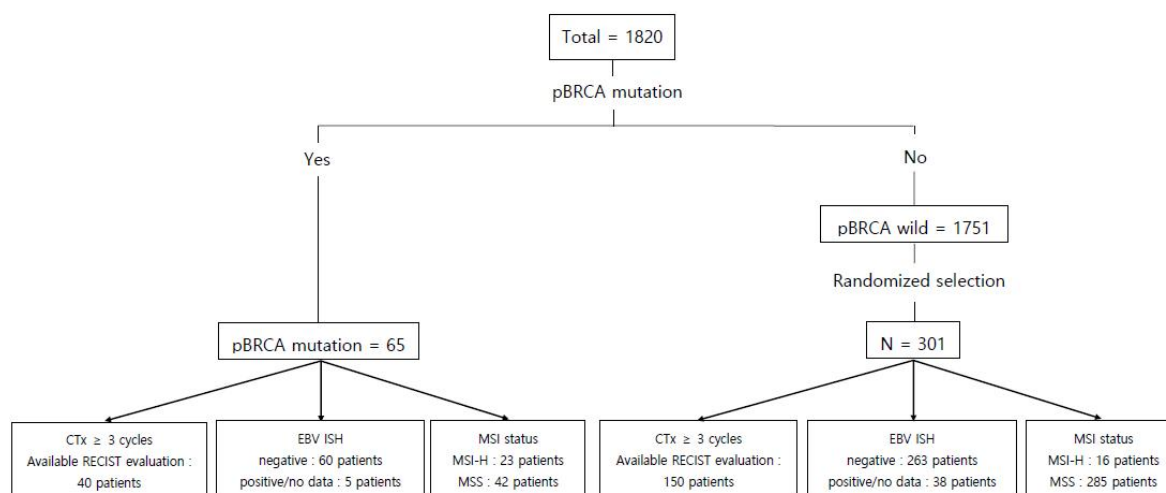 Total = 1820
pBRCA mutation
Yes
No
pBRCA wild = 1751
Randomized selection
pBRCA mutation = 65
N = 301
CTx ≥ 3 cycles
Available RECIST evaluation :
40 patients
EBV ISH
negative : 60 patients
positive/no data : 5 patients
MSI status
MSI-H : 23 patients
MSS : 42 patients
CTx ≥ 3 cycles
Available RECIST evaluation :
150 patients
EBV ISH
negative : 263 patients
positive/no data : 38 patients
MSI status
MSI-H : 16 patients
MSS : 285 patients